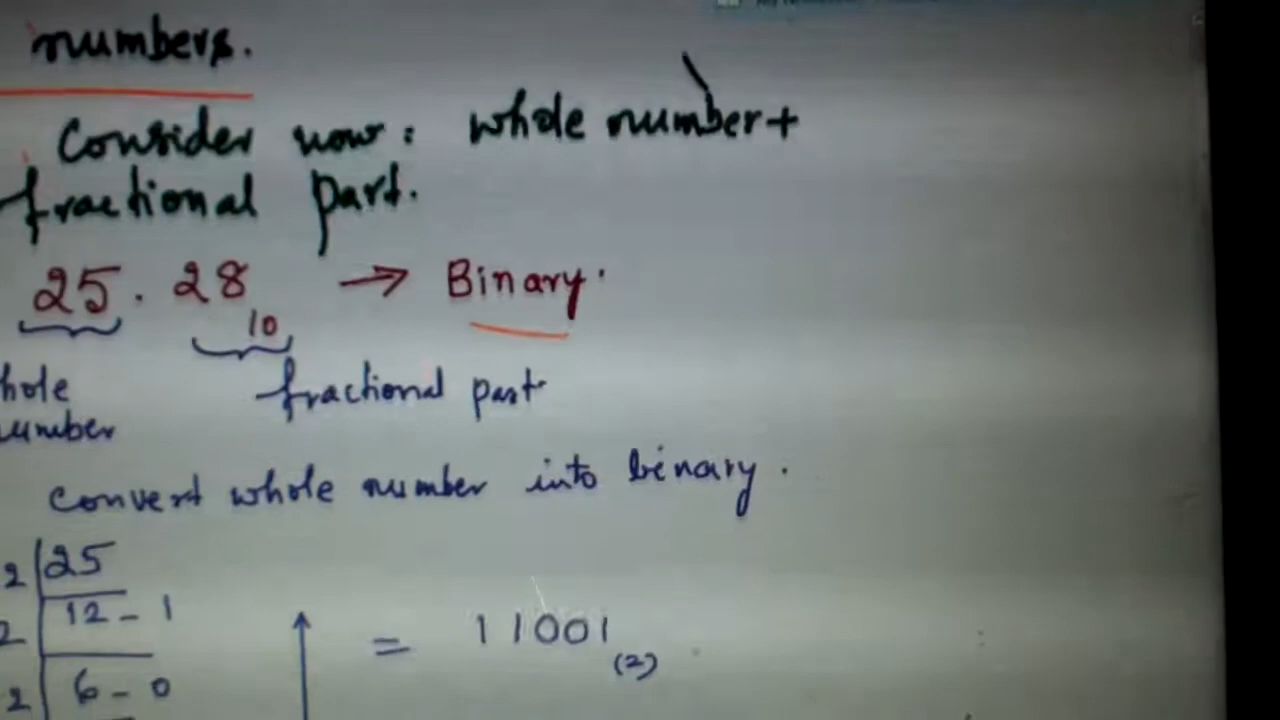 numbers.
Consider now: whole number+
fractional part.
25.28 10 → Binary.
hole fractional part
umber
convert whole number into binary.
2 25
2 12 - 1
= 11001 (2)
2 6 - 0